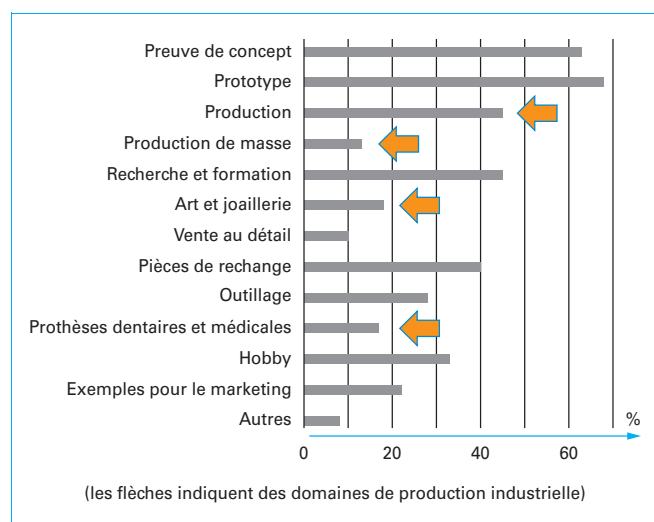 Preuve de concept
Prototype
Production
Production de masse
Recherche et formation
Art et joaillerie
Vente au détail
Pièces de rechange
Outillage
Prothèses dentaires et médicales
Hobby
Exemples pour le marketing
Autres
%
0 20 40 60
(les flèches indiquent des domaines de production industrielle)